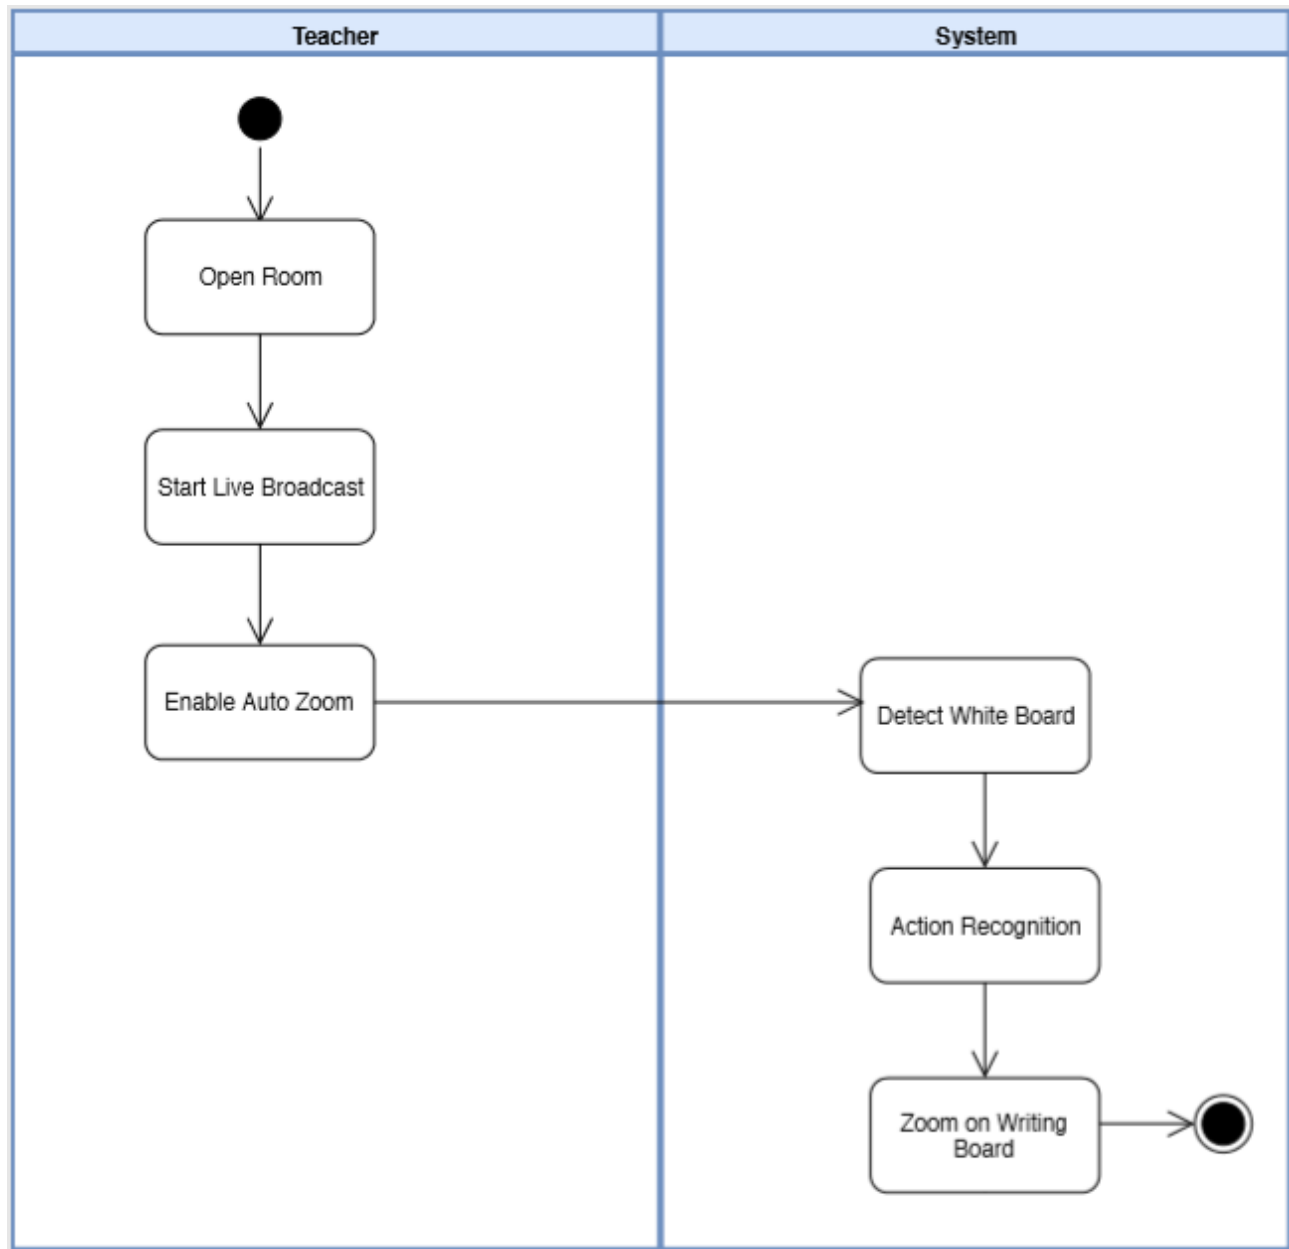 Teacher
System
Open Room
Start Live Broadcast
Enable Auto Zoom
Detect White Board
Action Recognition
Zoom on Writing
Board